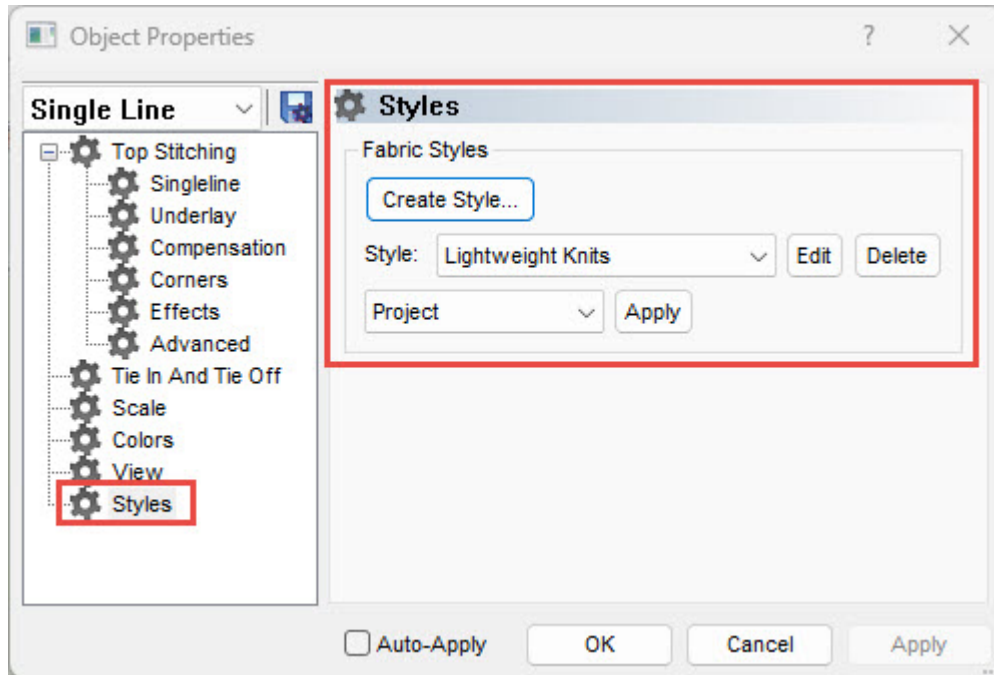 Object Properties
?
Single Line
Styles
Top Stitching
Singleline
Underlay
Compensation
Corners
Effects
Advanced
Tie In And Tie Off
Scale
Colors
View
Styles
Fabric Styles
Create Style...
Style: Lightweight Knits Edit Delete
Project Apply
Auto-Apply OK Cancel Apply